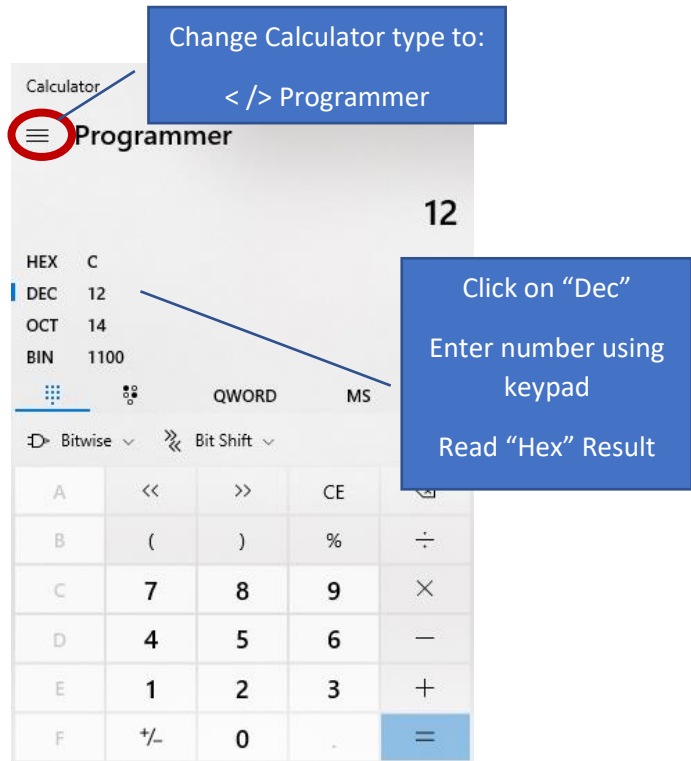 Change Calculator type to:
< /> Programmer
Calculator
Programmer
12
HEX C
DEC 12
OCT 14
BIN 1100
Click on “Dec”
Enter number using
keypad
Read “Hex” Result
QWORD MS
Bitwise Bit Shift
A << >> CE
B ( ) % ÷
C 7 8 9 ×
D 4 5 6 −
E 1 2 3 +
F +/− 0 . =